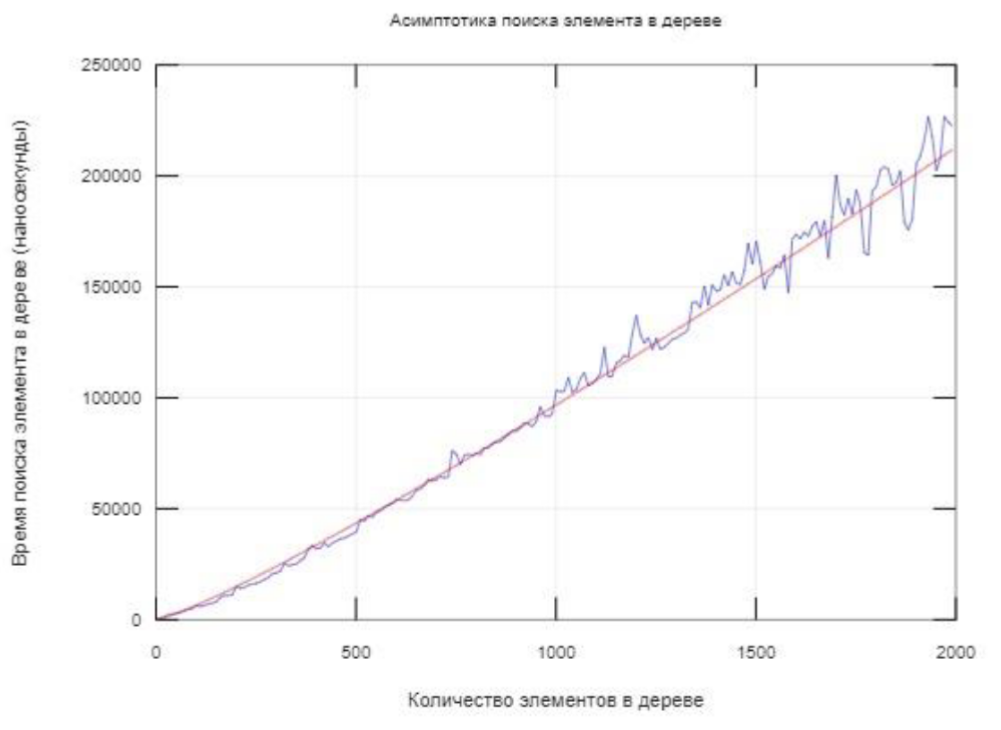 Асимптотика поиска элемента в дереве
250000
200000
150000
100000
50000
0
Время поиска элемента в дереве (наносекунды)
0 500 1000 1500 2000
Количество элементов в дереве